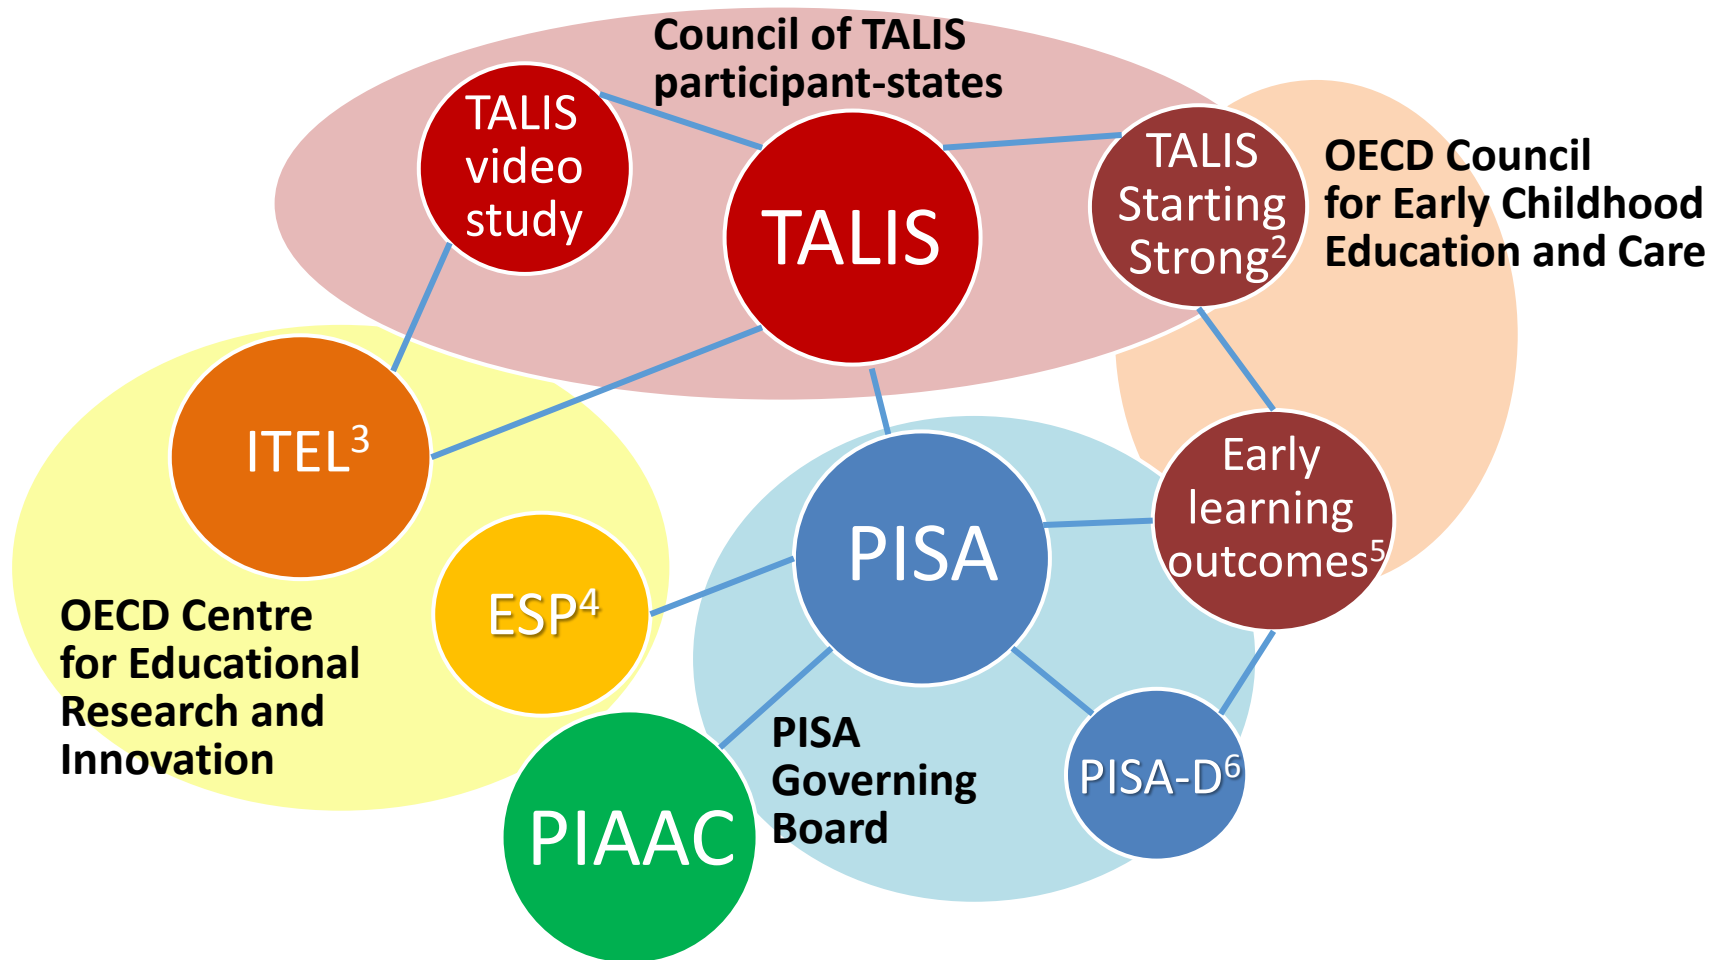 Council of TALIS
participant-states
TALIS
video
study
TALIS
TALIS
Starting
Strong²
OECD Council
for Early Childhood
Education and Care
ITEL³
ESP⁴
PISA
Early
learning
outcomes⁵
OECD Centre
for Educational
Research and
Innovation
PIAAC
PISA
Governing
Board
PISA-D⁶